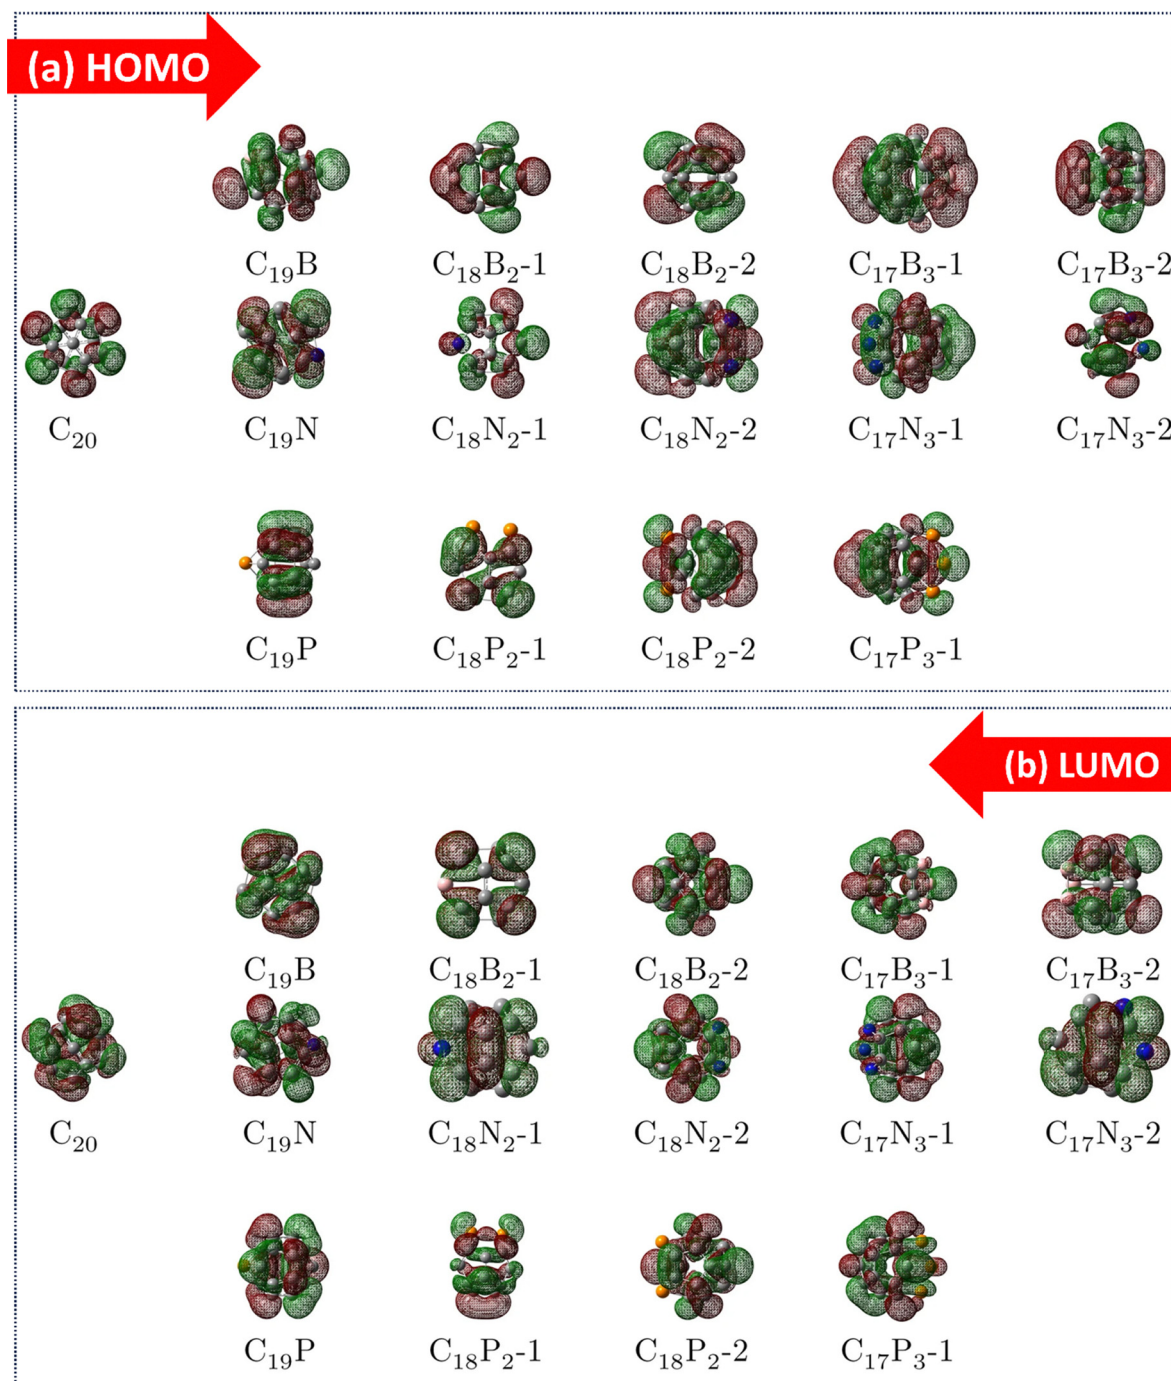 (a) HOMO
C₁₉B C₁₈B₂-1 C₁₈B₂-2 C₁₇B₃-1 C₁₇B₃-2
C₂₀ C₁₉N C₁₈N₂-1 C₁₈N₂-2 C₁₇N₃-1 C₁₇N₃-2
C₁₉P C₁₈P₂-1 C₁₈P₂-2 C₁₇P₃-1
(b) LUMO
C₁₉B C₁₈B₂-1 C₁₈B₂-2 C₁₇B₃-1 C₁₇B₃-2
C₂₀ C₁₉N C₁₈N₂-1 C₁₈N₂-2 C₁₇N₃-1 C₁₇N₃-2
C₁₉P C₁₈P₂-1 C₁₈P₂-2 C₁₇P₃-1